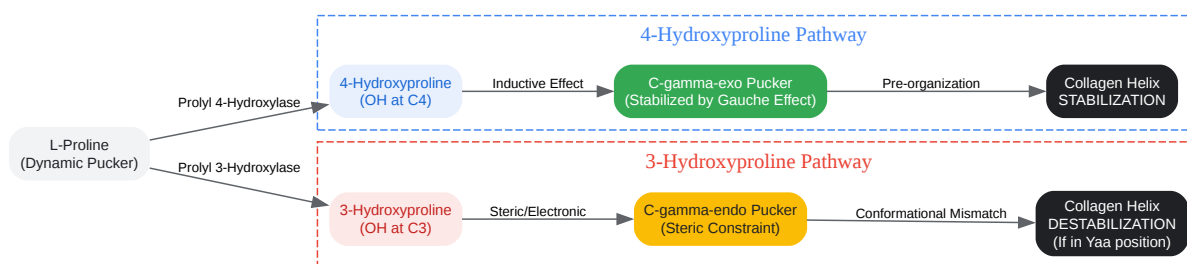 L-Proline
(Dynamic Pucker)
Prolyl 4-Hydroxylase
Prolyl 3-Hydroxylase
4-Hydroxyproline Pathway
4-Hydroxyproline
(OH at C4)
Inductive Effect
C-gamma-exo Pucker
(Stabilized by Gauche Effect)
Pre-organization
Collagen Helix
STABILIZATION
3-Hydroxyproline Pathway
3-Hydroxyproline
(OH at C3)
Steric/Electronic
C-gamma-endo Pucker
(Steric Constraint)
Conformational Mismatch
Collagen Helix
DESTABILIZATION
(If in Yaa position)